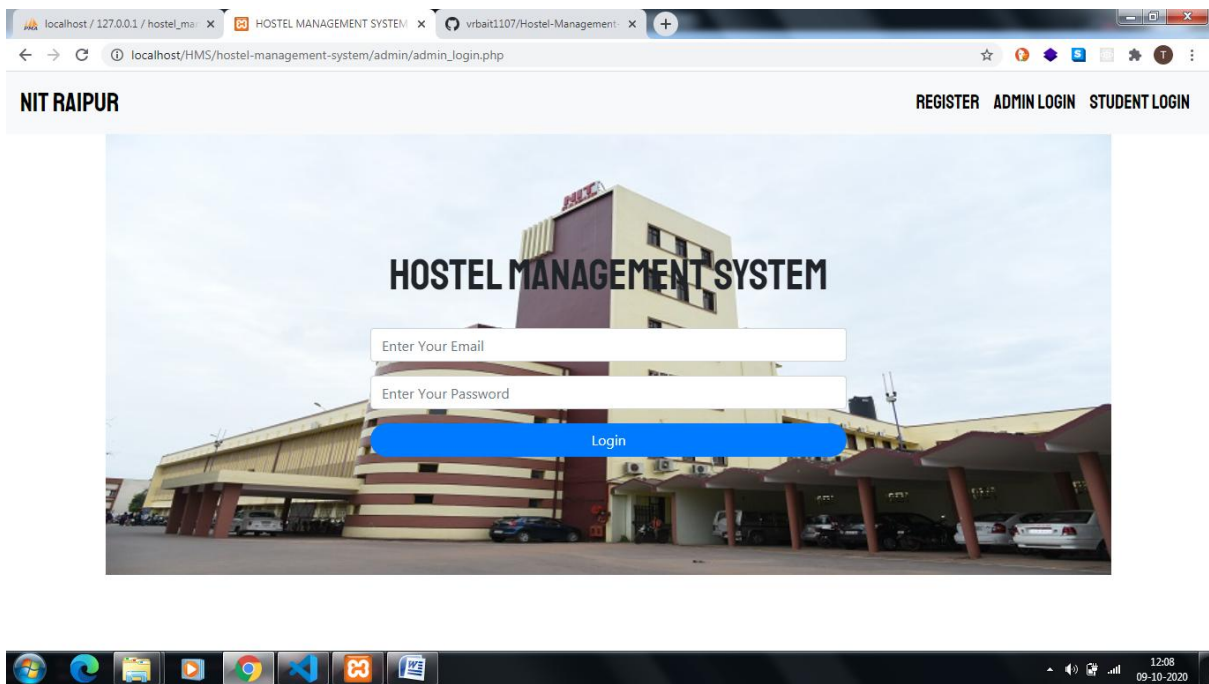 localhost / 127.0.0.1 / hostel_ma
HOSTEL MANAGEMENT SYSTEM
vrbait1107/Hostel-Management-
localhost/HMS/hostel-management-system/admin/admin_login.php
S
T
NIT RAIPUR
REGISTER ADMIN LOGIN STUDENT LOGIN
NIT
HOSTEL MANAGEMENT SYSTEM
Enter Your Email
Enter Your Password
Login
12:08
09-10-2020